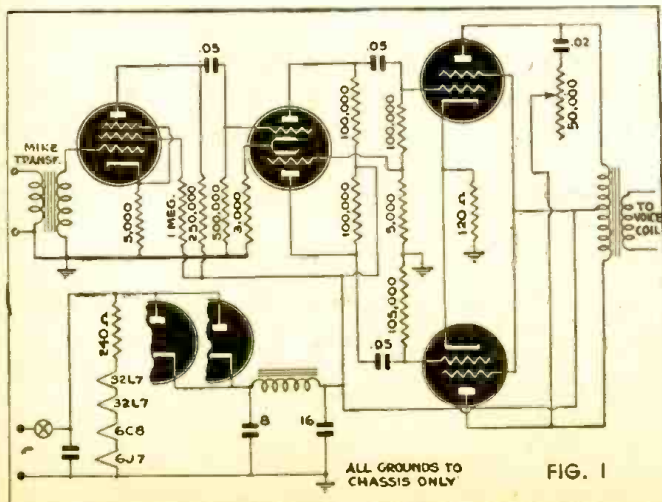 .05
.05
.02
MIKE
TRANSF.
5,000
1 MEG.
250,000
500,000
3,000
100,000
100,000
100,000
5,000
105,000
120 Ω
50,000
TO
VOICE
COIL
.05
240 Ω
32L7
32L7
6C8
6J7
8
16
ALL GROUNDS TO
CHASSIS ONLY
FIG. 1